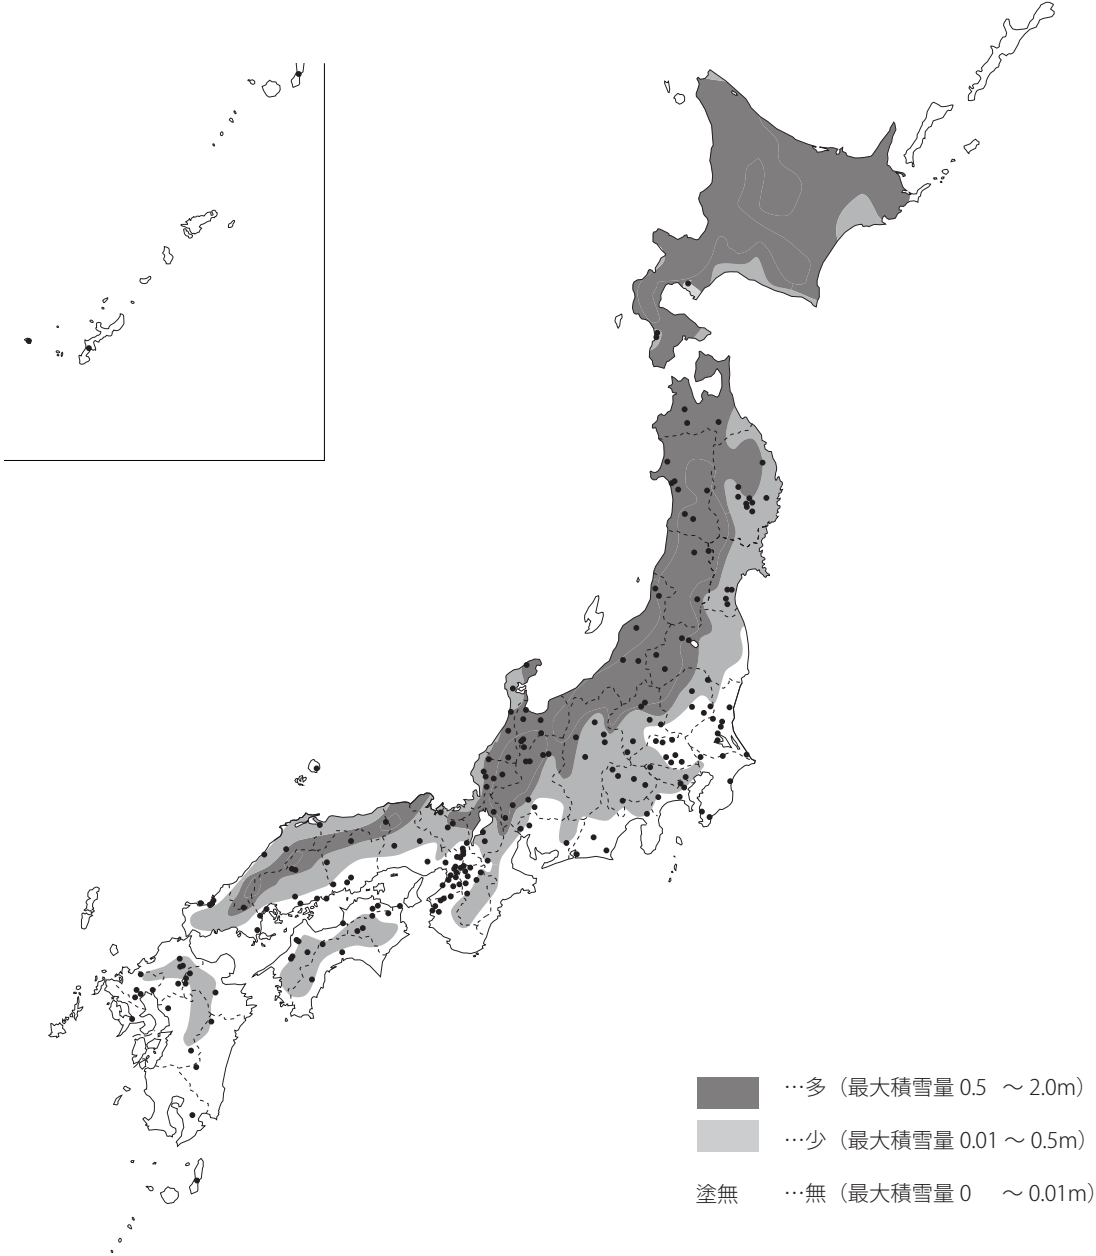 …多（最大積雪量 0.5 ～ 2.0m）
…少（最大積雪量 0.01 ～ 0.5m）
塗無 …無（最大積雪量 0 ～ 0.01m）